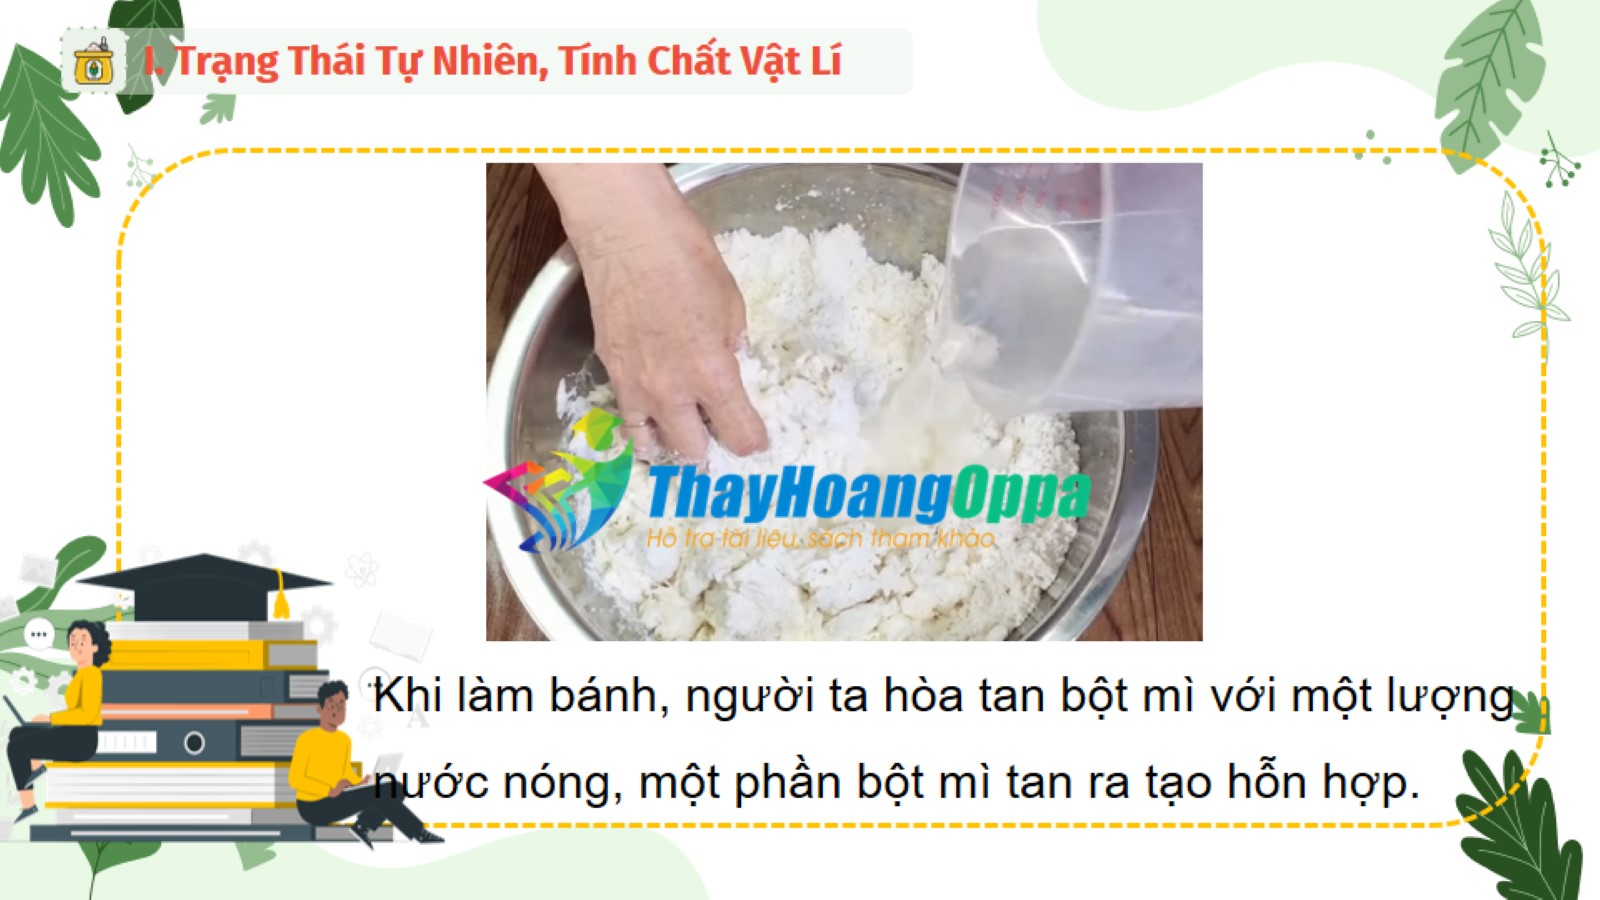 I. Trạng Thái Tự Nhiên, Tính Chất Vật Lí
ThayHoangOppa
Hỗ trợ tài liệu, sách tham khảo
Khi làm bánh, người ta hòa tan bột mì với một lượng
nước nóng, một phần bột mì tan ra tạo hỗn hợp.
A